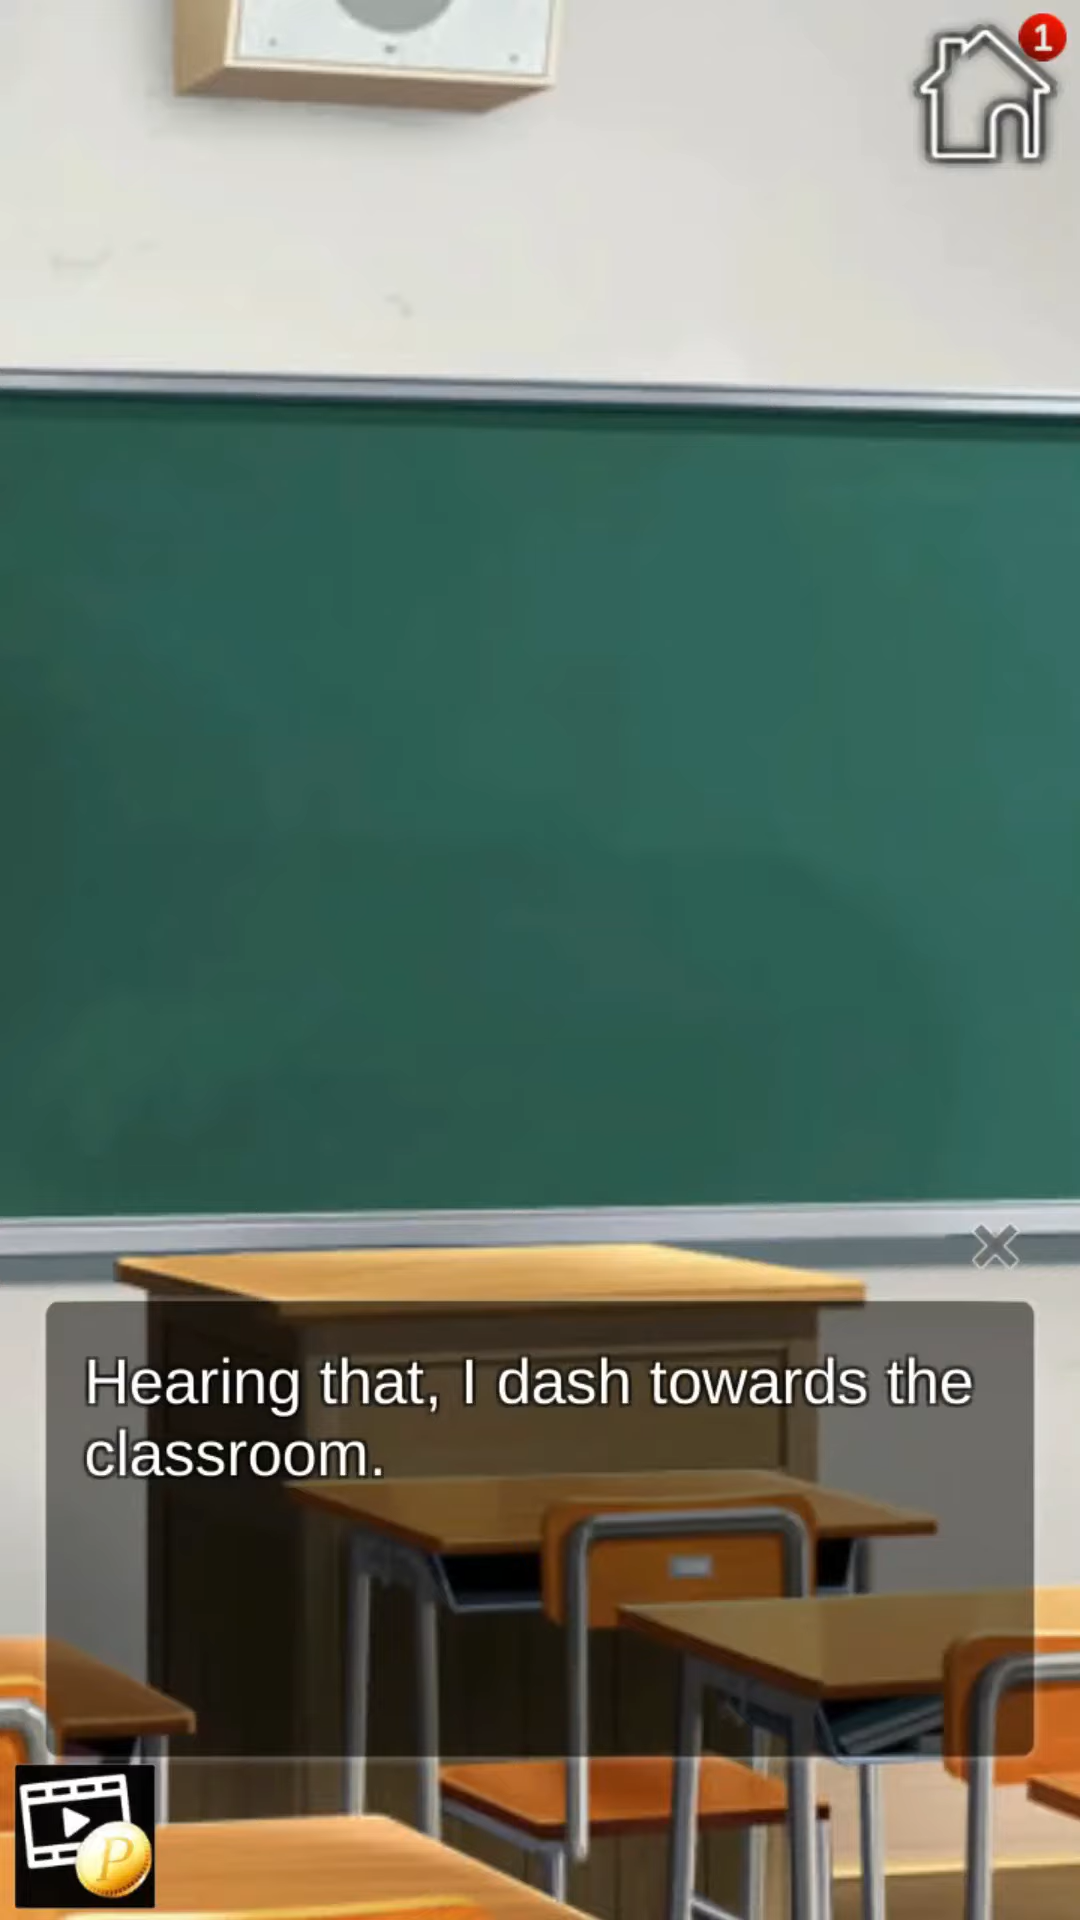 1
Hearing that, I dash towards the
classroom.
P